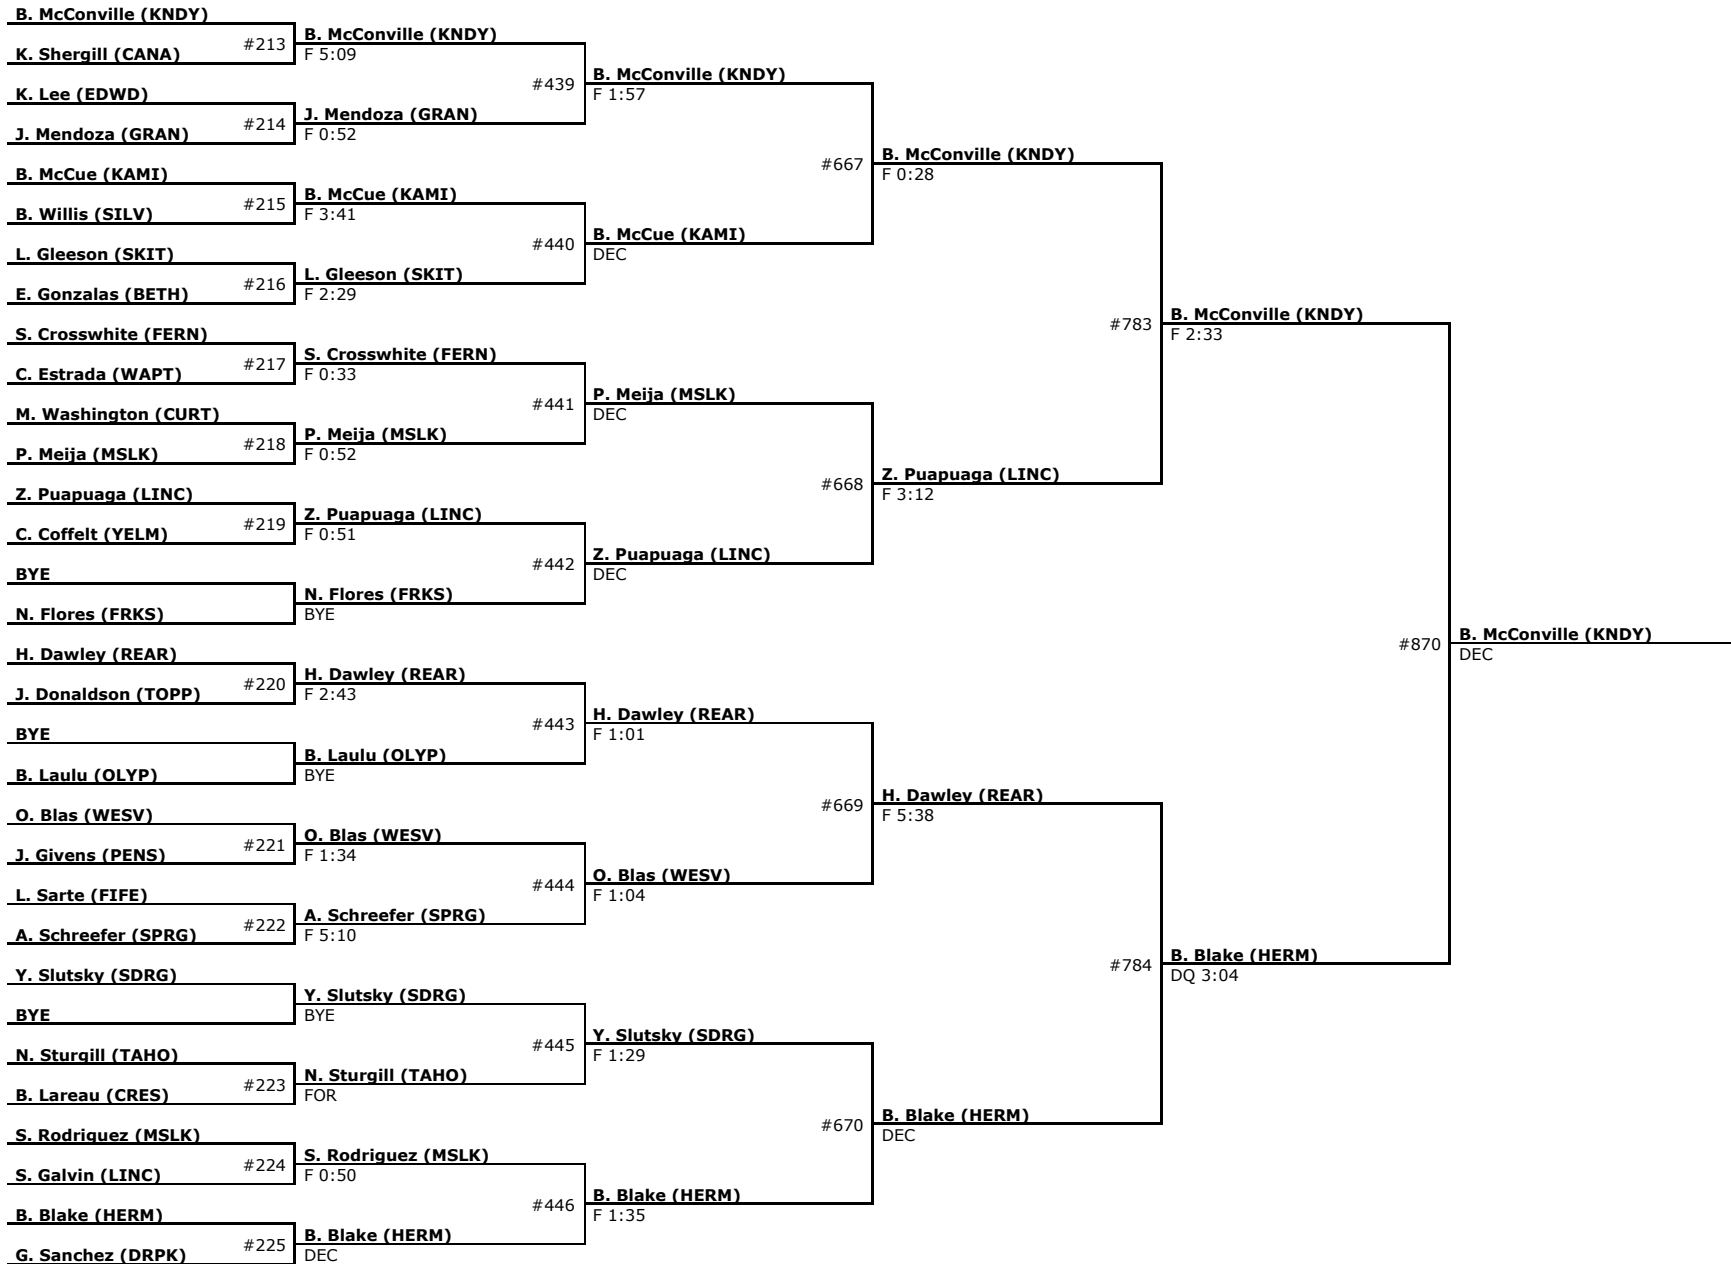 B. McConville (KNDY)
#213
K. Shergill (CANA)
B. McConville (KNDY)
F 5:09
K. Lee (EDWD)
#214
J. Mendoza (GRAN)
J. Mendoza (GRAN)
F 0:52
#439
B. McConville (KNDY)
F 1:57
B. McCue (KAMI)
#215
B. Willis (SILV)
B. McCue (KAMI)
F 3:41
L. Gleeson (SKIT)
#216
E. Gonzalas (BETH)
L. Gleeson (SKIT)
F 2:29
#440
B. McCue (KAMI)
DEC
#667
B. McConville (KNDY)
F 0:28
S. Crosswhite (FERN)
#217
C. Estrada (WAPT)
S. Crosswhite (FERN)
F 0:33
M. Washington (CURT)
#218
P. Meija (MSLK)
P. Meija (MSLK)
F 0:52
#441
P. Meija (MSLK)
DEC
Z. Puapuaga (LINC)
#219
C. Coffelt (YELM)
Z. Puapuaga (LINC)
F 0:51
BYE
N. Flores (FRKS)
N. Flores (FRKS)
BYE
#442
Z. Puapuaga (LINC)
DEC
#668
Z. Puapuaga (LINC)
F 3:12
#783
B. McConville (KNDY)
F 2:33
H. Dawley (REAR)
#220
J. Donaldson (TOPP)
H. Dawley (REAR)
F 2:43
BYE
B. Laulu (OLYP)
B. Laulu (OLYP)
BYE
#443
H. Dawley (REAR)
F 1:01
O. Blas (WESV)
#221
J. Givens (PENS)
O. Blas (WESV)
F 1:34
L. Sarte (FIFE)
#222
A. Schreefer (SPRG)
A. Schreefer (SPRG)
F 5:10
#444
O. Blas (WESV)
F 1:04
#669
H. Dawley (REAR)
F 5:38
Y. Slutsky (SDRG)
BYE
Y. Slutsky (SDRG)
BYE
N. Sturgill (TAHO)
#223
B. Lareau (CRES)
N. Sturgill (TAHO)
FOR
#445
Y. Slutsky (SDRG)
F 1:29
S. Rodriguez (MSLK)
#224
S. Galvin (LINC)
S. Rodriguez (MSLK)
F 0:50
B. Blake (HERM)
#225
G. Sanchez (DRPK)
B. Blake (HERM)
DEC
#446
B. Blake (HERM)
F 1:35
#670
B. Blake (HERM)
DEC
#784
B. Blake (HERM)
DQ 3:04
#870
B. McConville (KNDY)
DEC